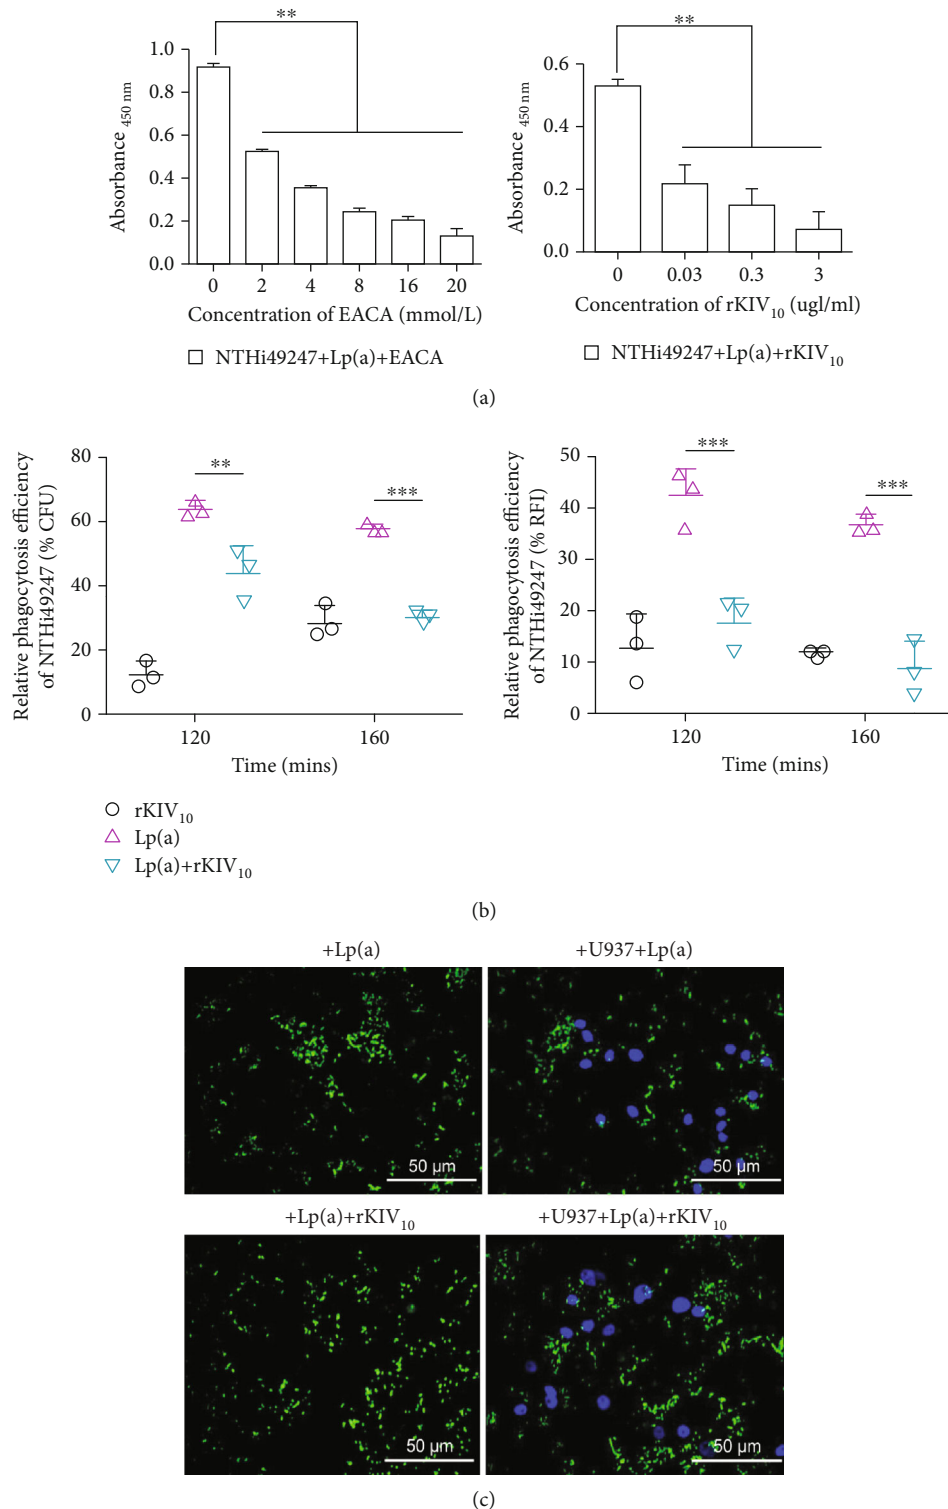 **
1.0
0.8
0.6
0.4
0.2
0.0
Absorbance 450 nm
0 2 4 8 16 20
Concentration of EACA (mmol/L)
NTHi49247+Lp(a)+EACA
**
0.6
0.4
0.2
0.0
Absorbance 450 nm
0 0.03 0.3 3
Concentration of rKIV10 (ugl/ml)
NTHi49247+Lp(a)+rKIV10
(a)
80
60
40
20
0
Relative phagocytosis efficiency
of NTHi49247 (% CFU)
**
***
120 160
Time (mins)
50
40
30
20
10
0
Relative phagocytosis efficiency
of NTHi49247 (% RFI)
***
***
120 160
Time (mins)
rKIV10
Lp(a)
Lp(a)+rKIV10
(b)
+Lp(a)
+U937+Lp(a)
50 µm
50 µm
+Lp(a)+rKIV10
+U937+Lp(a)+rKIV10
50 µm
50 µm
(c)